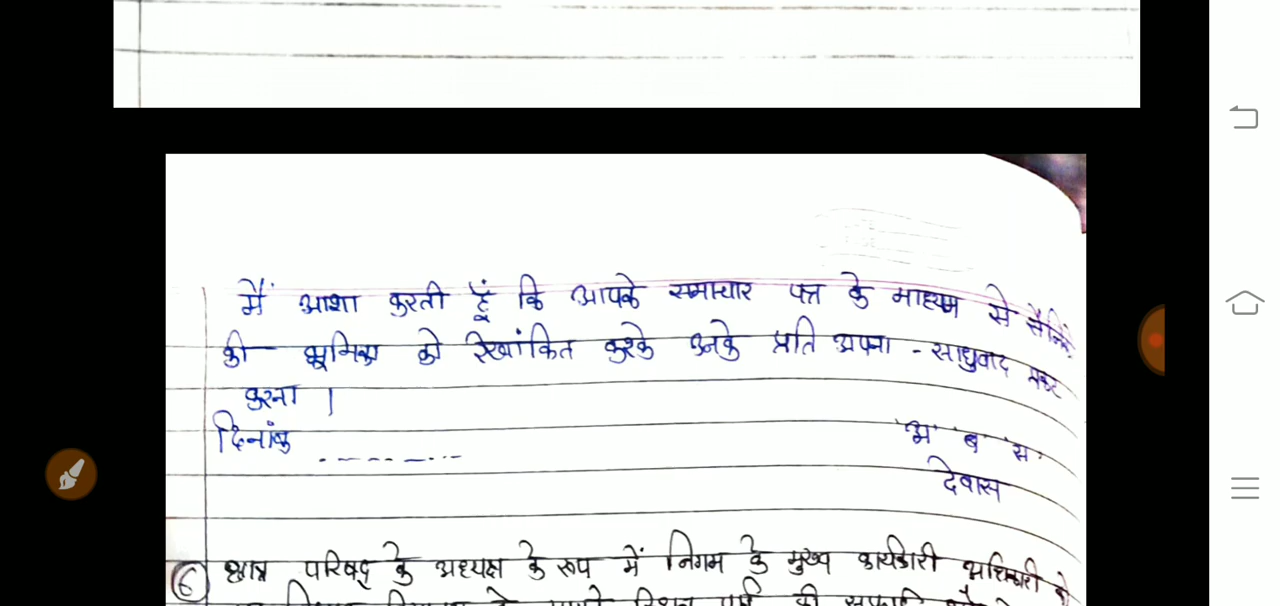 मैं आशा करती हूँ कि आपके समाचार पत्र के माध्यम से सैनिकों
की भूमिका को रेखांकित करके उनके प्रति अपना - साधुवाद
करना ।
दिनांक - - - - - - - -
'अ' 'ब' 'स'
देवास
6 छात्र परिषद् के अध्यक्ष के रूप में निगम के मुख्य कार्यकारी अधिकारी को